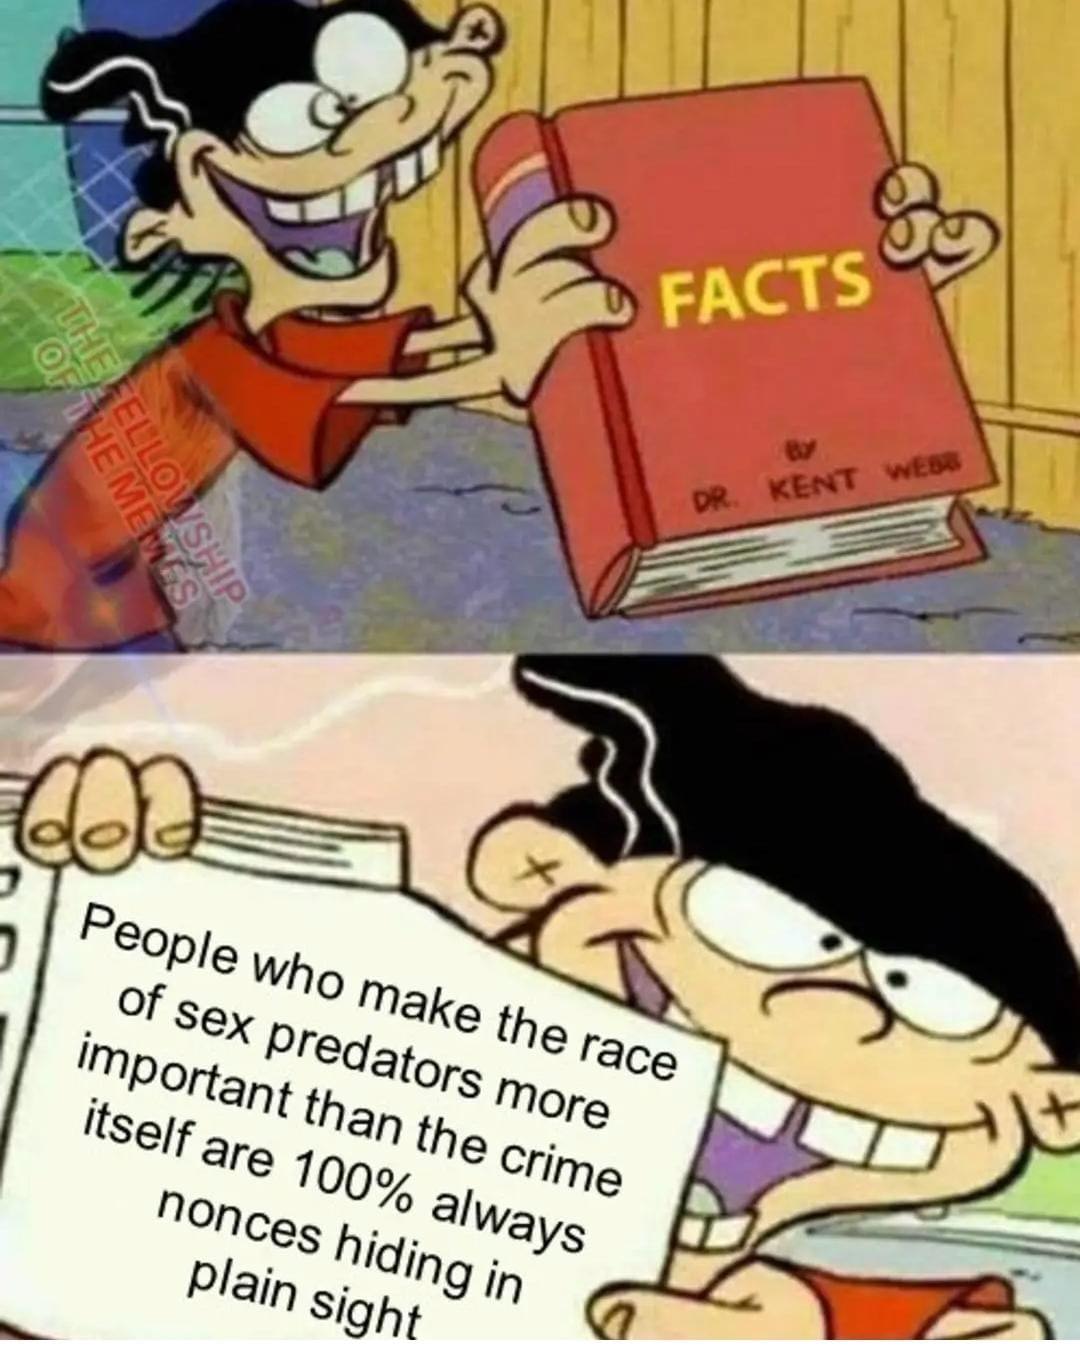 FACTS
BY
DR. KENT WEBB
THE FELLOWSHIP
OF THE MEMES
People who make the race
of sex predators more
important than the crime
itself are 100% always
nonces hiding in
plain sight